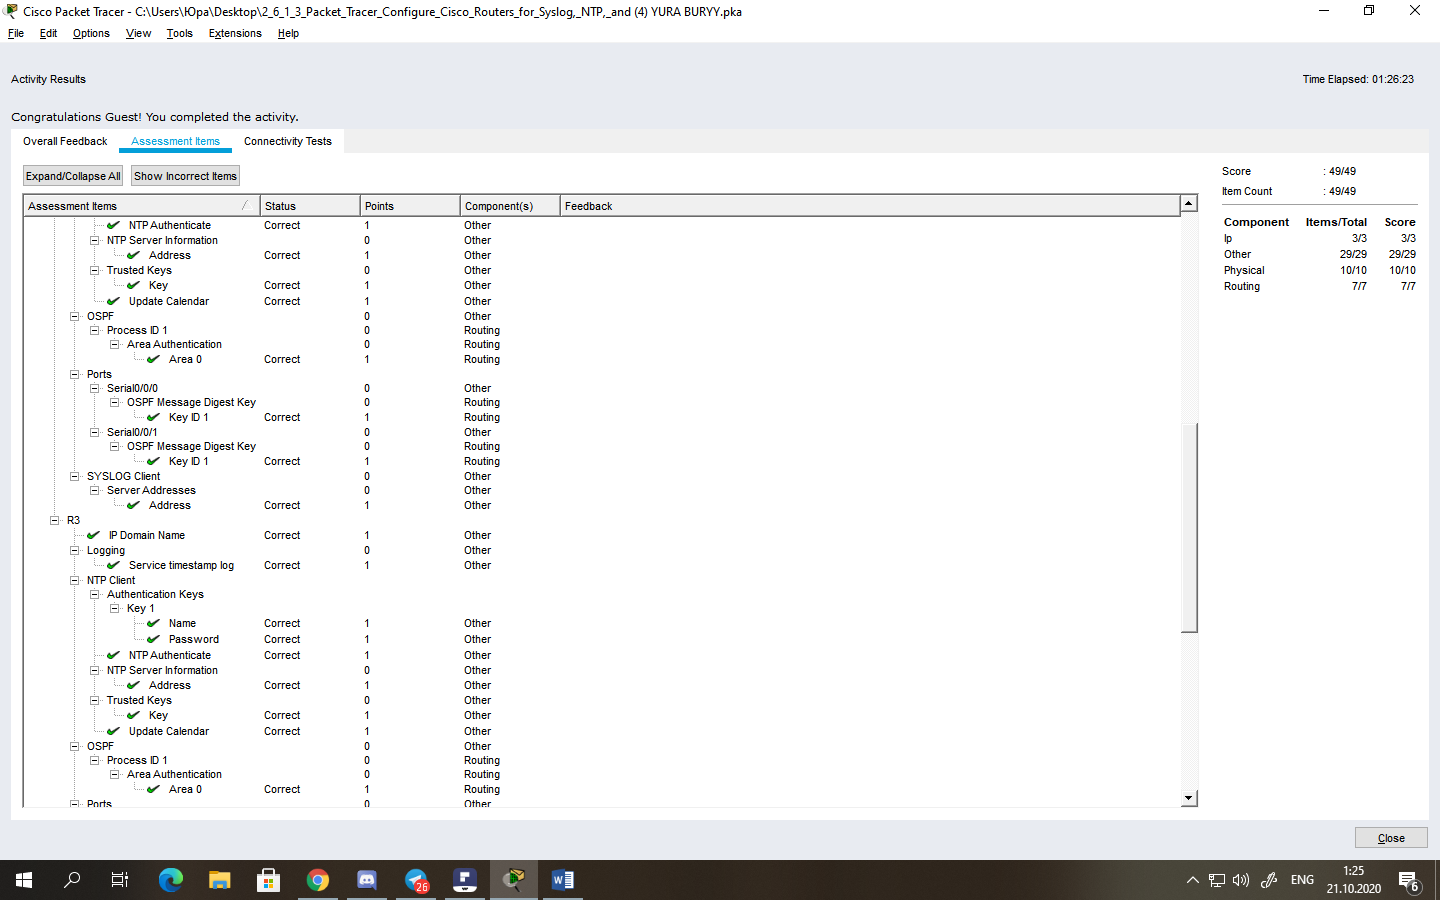 Cisco Packet Tracer - C:\Users\Юра\Desktop\2_6_1_3_Packet_Tracer_Configure_Cisco_Routers_for_Syslog,_NTP,_and (4) YURA BURYY.pka
File Edit Options View Tools Extensions Help
Activity Results
Time Elapsed: 01:26:23
Congratulations Guest! You completed the activity.
Overall Feedback Assessment Items Connectivity Tests
Expand/Collapse All Show Incorrect Items
Assessment Items Status Points Component(s) Feedback
NTP Authenticate Correct 1 Other
NTP Server Information 0 Other
Address Correct 1 Other
Trusted Keys 0 Other
Key Correct 1 Other
Update Calendar Correct 1 Other
OSPF 0 Other
Process ID 1 0 Routing
Area Authentication 0 Routing
Area 0 Correct 1 Routing
Ports
Serial0/0/0 0 Other
OSPF Message Digest Key 0 Routing
Key ID 1 Correct 1 Routing
Serial0/0/1 0 Other
OSPF Message Digest Key 0 Routing
Key ID 1 Correct 1 Routing
SYSLOG Client 0 Other
Server Addresses 0 Other
Address Correct 1 Other
R3
IP Domain Name Correct 1 Other
Logging 0 Other
Service timestamp log Correct 1 Other
NTP Client
Authentication Keys
Key 1
Name Correct 1 Other
Password Correct 1 Other
NTP Authenticate Correct 1 Other
NTP Server Information 0 Other
Address Correct 1 Other
Trusted Keys 0 Other
Key Correct 1 Other
Update Calendar Correct 1 Other
OSPF 0 Other
Process ID 1 0 Routing
Area Authentication 0 Routing
Area 0 Correct 1 Routing
Ports 0 Other
Score : 49/49
Item Count : 49/49
Component Items/Total Score
Ip 3/3 3/3
Other 29/29 29/29
Physical 10/10 10/10
Routing 7/7 7/7
Close
26
ENG
1:25
21.10.2020
6